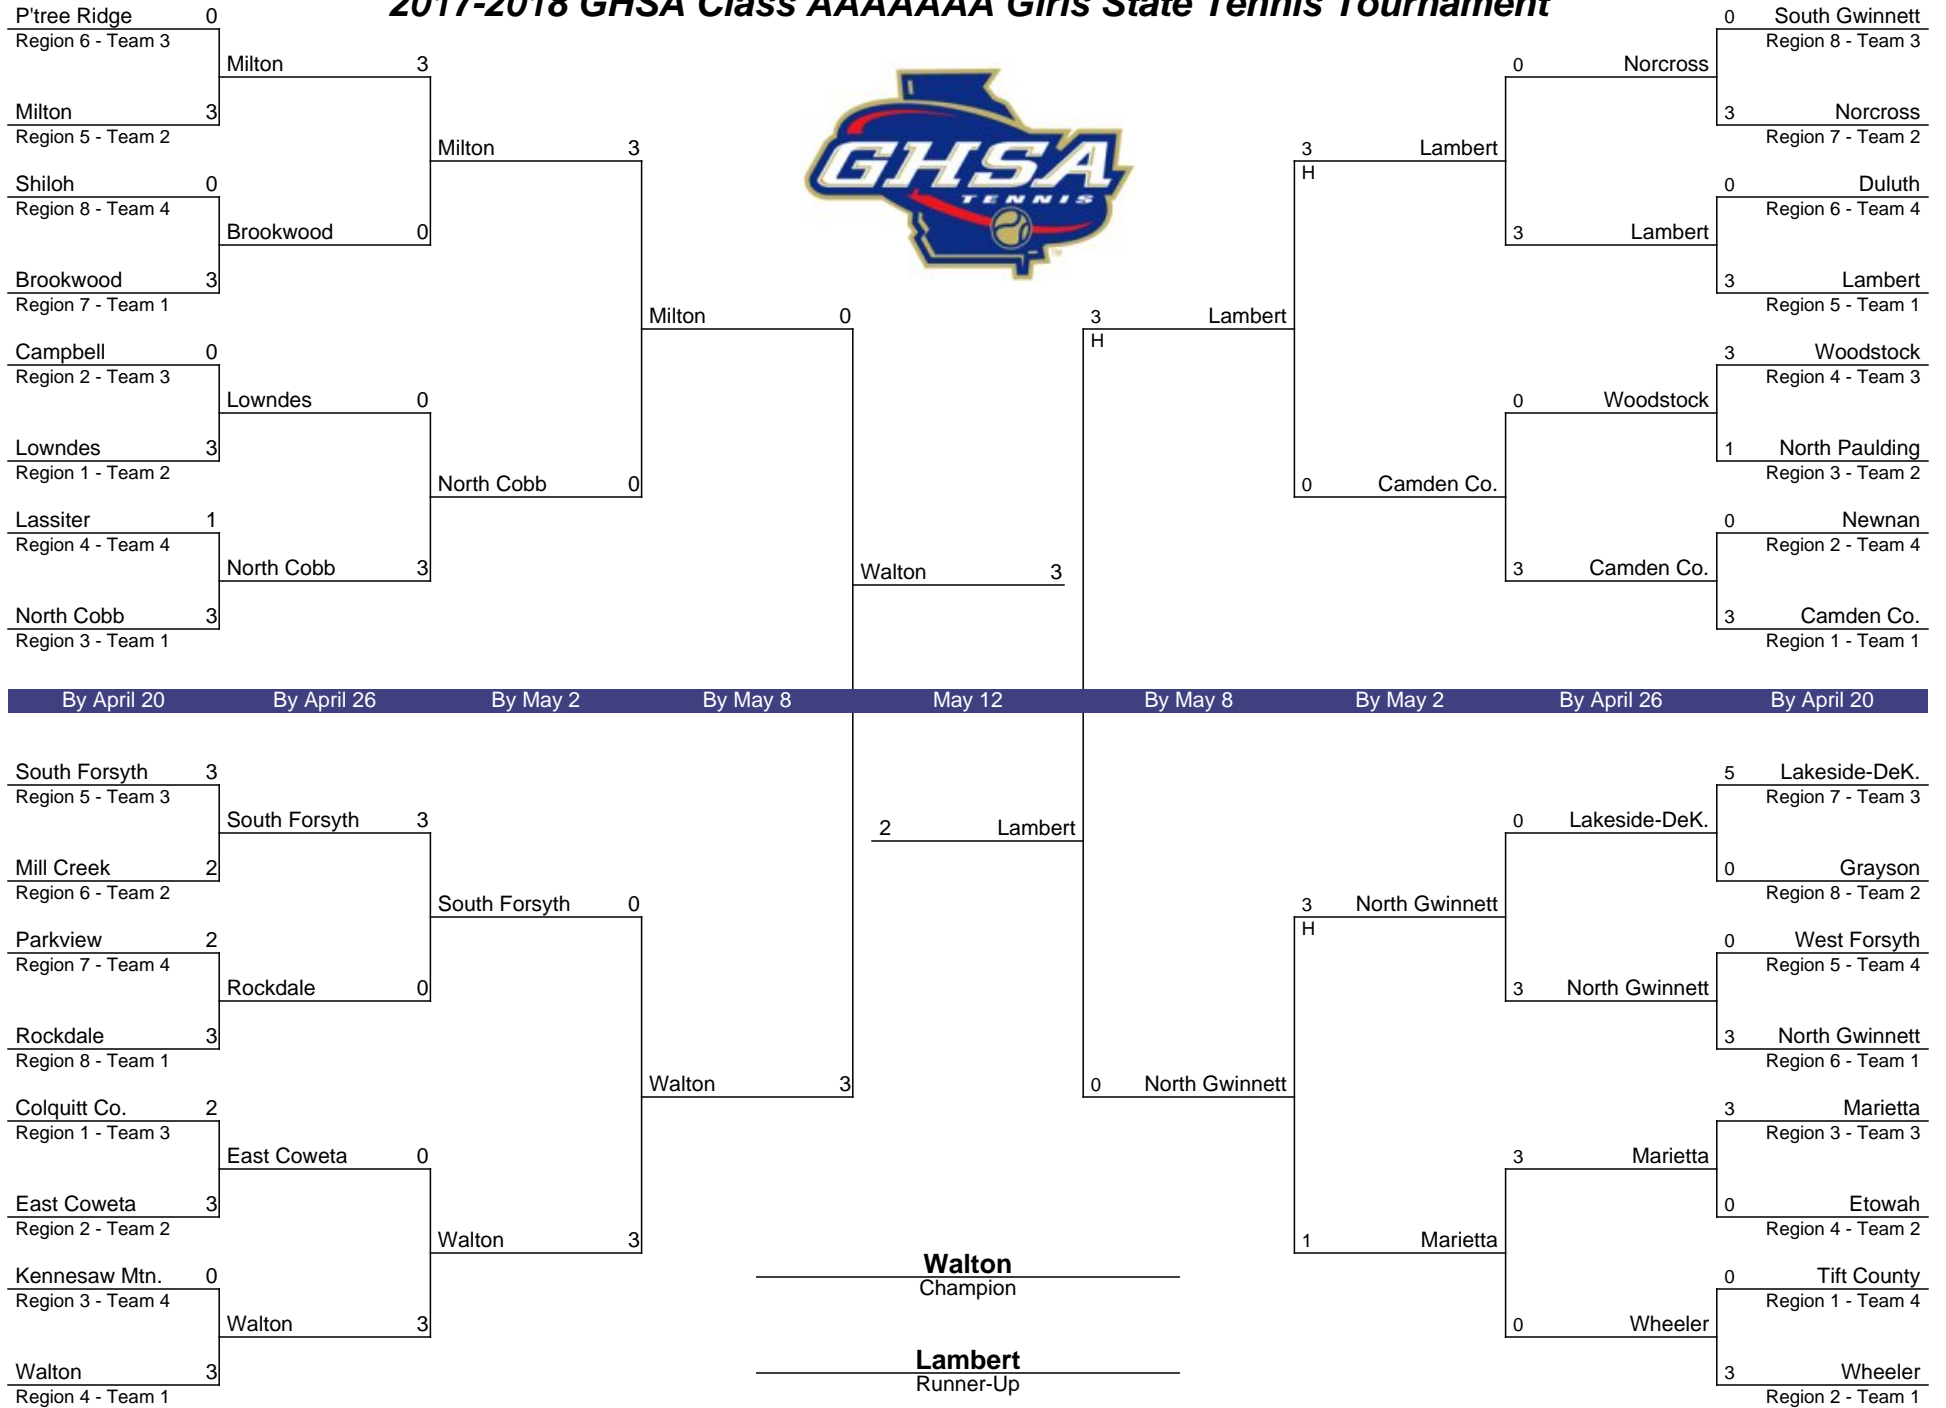 2017-2018 GHSA Class AAAAAAA Girls State Tennis Tournament
P'tree Ridge 0
Region 6 - Team 3
Milton 3
Milton 3
Region 5 - Team 2
Milton 3
Shiloh 0
Region 8 - Team 4
Brookwood 0
Brookwood 3
Region 7 - Team 1
Milton 0
Campbell 0
Region 2 - Team 3
Lowndes 0
Lowndes 3
Region 1 - Team 2
North Cobb 0
Lassiter 1
Region 4 - Team 4
North Cobb 3
North Cobb 3
Region 3 - Team 1
GHSA
TENNIS
TM
Walton 3
0 South Gwinnett
Region 8 - Team 3
0 Norcross
3 Norcross
Region 7 - Team 2
3 Lambert
H
0 Duluth
Region 6 - Team 4
3 Lambert
3 Lambert
Region 5 - Team 1
3 Lambert
H
3 Woodstock
Region 4 - Team 3
0 Woodstock
1 North Paulding
Region 3 - Team 2
0 Camden Co.
0 Newnan
Region 2 - Team 4
3 Camden Co.
3 Camden Co.
Region 1 - Team 1
By April 20 By April 26 By May 2 By May 8 May 12 By May 8 By May 2 By April 26 By April 20
South Forsyth 3
Region 5 - Team 3
South Forsyth 3
Mill Creek 2
Region 6 - Team 2
South Forsyth 0
Parkview 2
Region 7 - Team 4
Rockdale 0
Rockdale 3
Region 8 - Team 1
Walton 3
Colquitt Co. 2
Region 1 - Team 3
East Coweta 0
East Coweta 3
Region 2 - Team 2
Walton 3
Kennesaw Mtn. 0
Region 3 - Team 4
Walton 3
Walton 3
Region 4 - Team 1
2 Lambert
5 Lakeside-DeK.
Region 7 - Team 3
0 Lakeside-DeK.
0 Grayson
Region 8 - Team 2
3 North Gwinnett
H
0 West Forsyth
Region 5 - Team 4
3 North Gwinnett
3 North Gwinnett
Region 6 - Team 1
0 North Gwinnett
3 Marietta
Region 3 - Team 3
3 Marietta
0 Etowah
Region 4 - Team 2
1 Marietta
0 Tift County
Region 1 - Team 4
0 Wheeler
3 Wheeler
Region 2 - Team 1
Walton
Champion
Lambert
Runner-Up